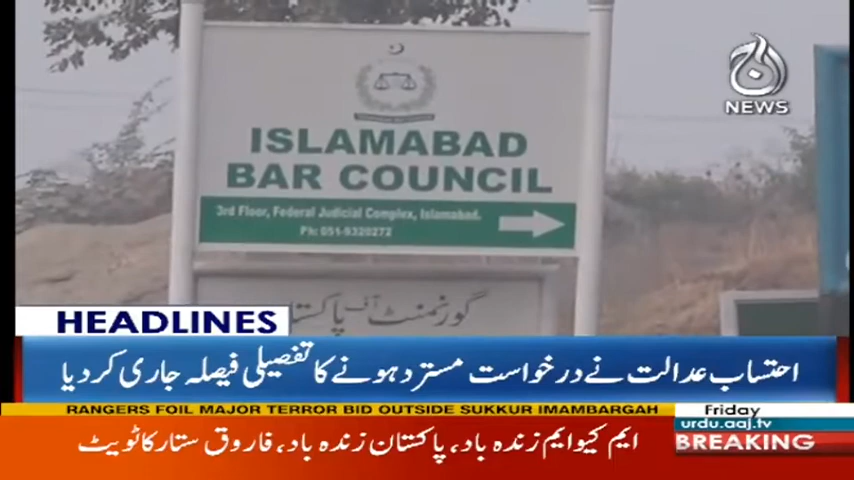 ISLAMABAD
BAR COUNCIL
3rd Floor, Federal Judicial Complex, Islamabad.
Ph: 051-9320272
NEWS
گورنمنٹ آف پاکستان
HEADLINES
احتساب عدالت نے درخواست مسترد ہونے کا تفصیلی فیصلہ جاری کر دیا
RANGERS FOIL MAJOR TERROR BID OUTSIDE SUKKUR IMAMBARGAH
Friday
urdu.aaj.tv
BREAKING
ایم کیو ایم زندہ باد، پاکستان زندہ باد، فاروق ستار کا ٹویٹ